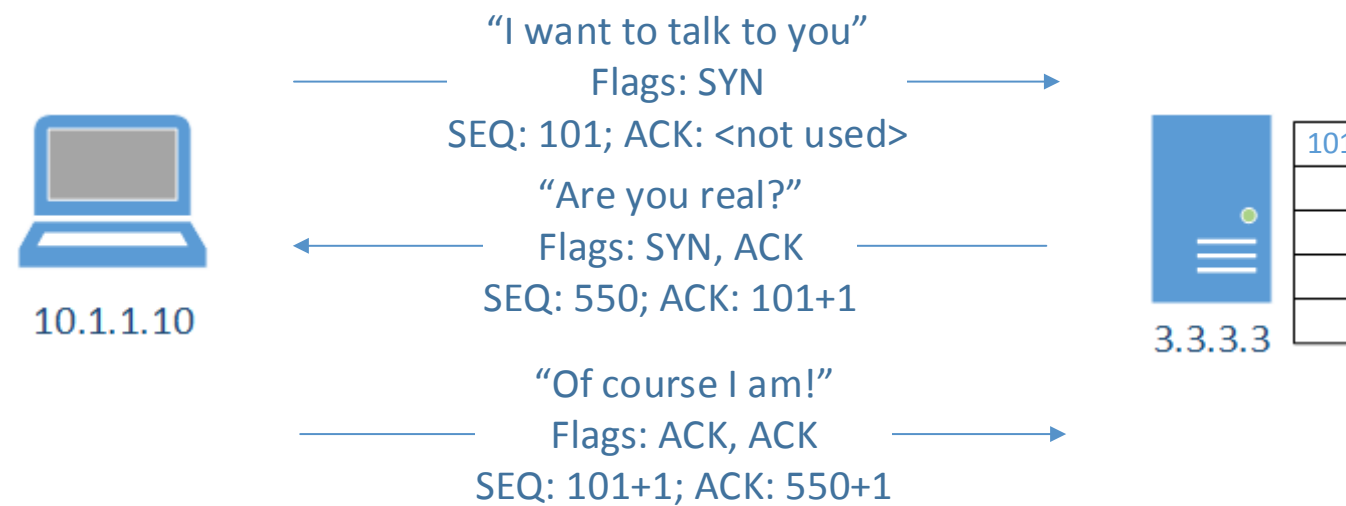 “I want to talk to you”
Flags: SYN
SEQ: 101; ACK: <not used>
“Are you real?”
Flags: SYN, ACK
SEQ: 550; ACK: 101+1
“Of course I am!”
Flags: ACK, ACK
SEQ: 101+1; ACK: 550+1
10.1.1.10
3.3.3.3